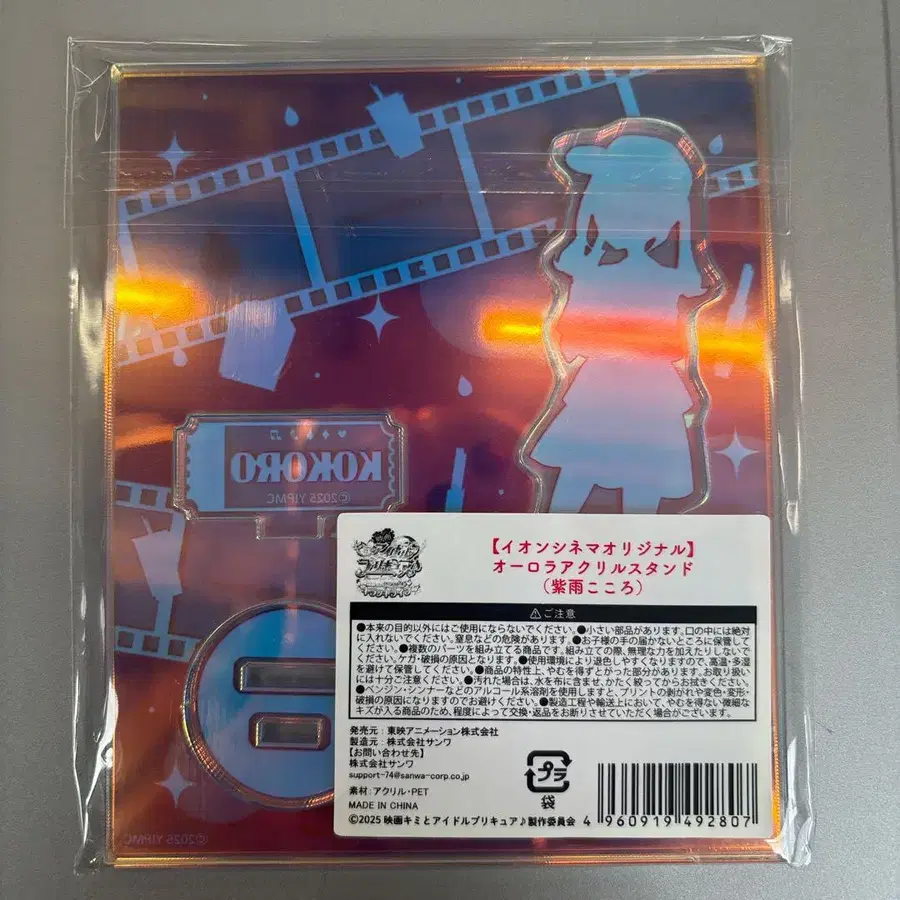 KOKORO
©2025 YIPMC
【イオンシネマオリジナル】
オーロラアクリルスタンド
（紫雨こころ）
⚠ご注意
●本来の目的以外にはご使用にならないでください。●小さい部品があります。口の中には絶対
に入れないでください。窒息などの危険があります。●お子様の手の届かないところに保管して
ください。●複数のパーツを組み立てる商品です。組み立ての際、無理な力を加えたりしないで
ください。ケガ・破損の原因となります。●使用環境により退色しやすくなりますので、高温・多湿
を避けて保管してください。●商品の特性上、やむを得ずとがった部分があります。お取り扱い
には十分ご注意ください。●汚れた場合は、水を布に含ませ、かたく絞ってからお拭きください。
●ベンジン・シンナーなどのアルコール系溶剤を使用しますと、プリントの剥がれや変色・変形・
破損の原因になりますのでお避けください。●製造工程や輸送上において、やむを得ない微細な
キズが入る商品のため、程度によって交換・返品をお断りさせていただく場合がございます。
発売元：東映アニメーション株式会社
製造元：株式会社サンワ
【お問い合わせ先】
株式会社サンワ
support-74@sanwa-corp.co.jp
素材：アクリル・PET
MADE IN CHINA
©2025 映画キミとアイドルプリキュア♪製作委員会
プラ
袋
4 960919 492807
©2025 YIPMC